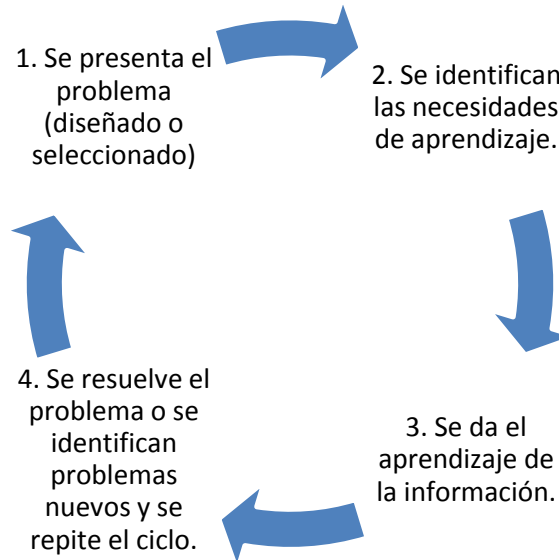 1. Se presenta el
problema
(diseñado o
seleccionado)
2. Se identifican
las necesidades
de aprendizaje.
3. Se da el
aprendizaje de
la información.
4. Se resuelve el
problema o se
identifican
problemas
nuevos y se
repite el ciclo.